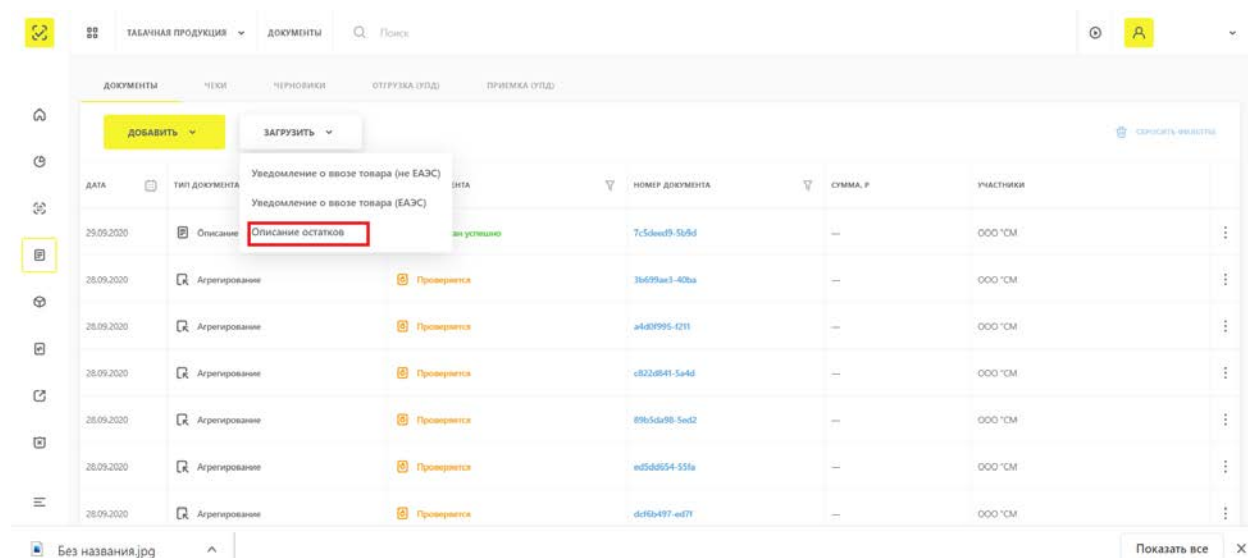 ТАБАЧНАЯ ПРОДУКЦИЯ ДОКУМЕНТЫ Поиск
ДОКУМЕНТЫ ЧЕКИ ЧЕРНОВИКИ ОТГРУЗКА (УПД) ПРИЕМКА (УПД)
ДОБАВИТЬ ЗАГРУЗИТЬ СБРОСИТЬ ФИЛЬТРЫ
Уведомление о ввозе товара (не ЕАЭС)
ДАТА ТИП ДОКУМЕНТА НОМЕР ДОКУМЕНТА СУММА, Р УЧАСТНИКИ
Уведомление о ввозе товара (ЕАЭС)
29.09.2020 Описание Описание остатков ан успешно — ООО "СМ
28.09.2020 Агрегирование Проверяется 3b699ae3-40ba — ООО "СМ
28.09.2020 Агрегирование Проверяется a4d0f995-f211 — ООО "СМ
28.09.2020 Агрегирование Проверяется c822d841-5a4d — ООО "СМ
28.09.2020 Агрегирование Проверяется 89b5da98-5ed2 — ООО "СМ
28.09.2020 Агрегирование Проверяется ed5dd654-55fa — ООО "СМ
28.09.2020 Агрегирование Проверяется dcf6b497-ed7f — ООО "СМ
Без названия.jpg Показать все